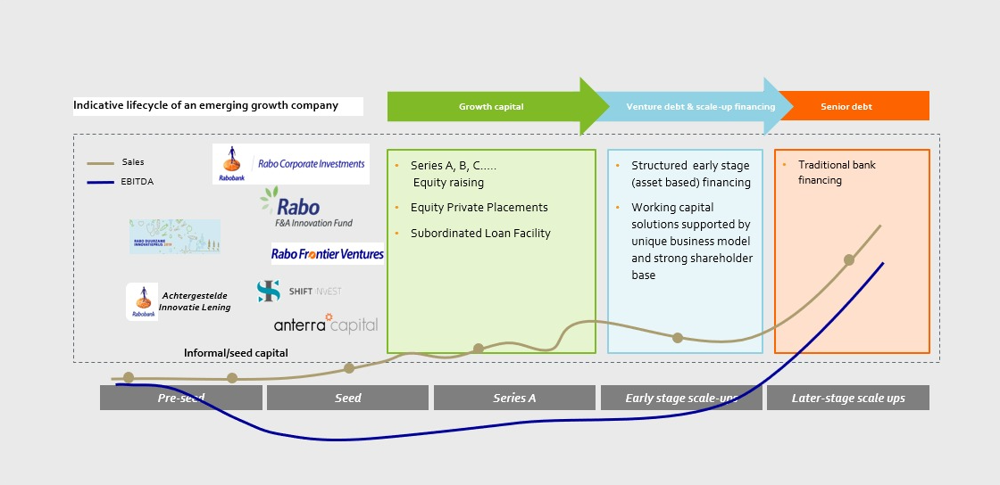 Indicative lifecycle of an emerging growth company
Growth capital
Venture debt & scale-up financing
Senior debt
Sales
EBITDA
Rabobank
Rabo Corporate Investments
Rabo
F&A Innovation Fund
RABO DUURZAME
INNOVATIEPRIJS
Rabo Frontier Ventures
SHIFTINVEST
Rabobank
Achtergestelde
Innovatie Lening
anterra capital
Informal/seed capital
• Series A, B, C.....
Equity raising
• Equity Private Placements
• Subordinated Loan Facility
• Structured early stage
(asset based) financing
• Working capital
solutions supported by
unique business model
and strong shareholder
base
• Traditional bank
financing
Pre-seed
Seed
Series A
Early stage scale-ups
Later-stage scale ups